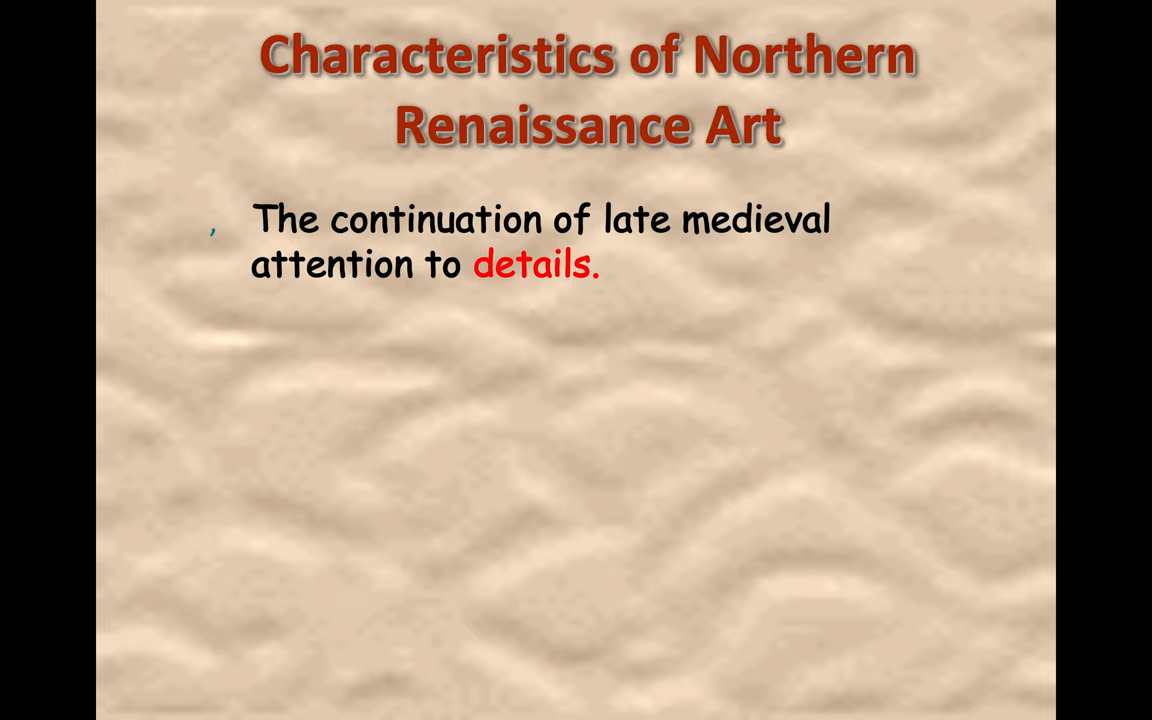 Characteristics of Northern
Renaissance Art
, The continuation of late medieval
attention to details.